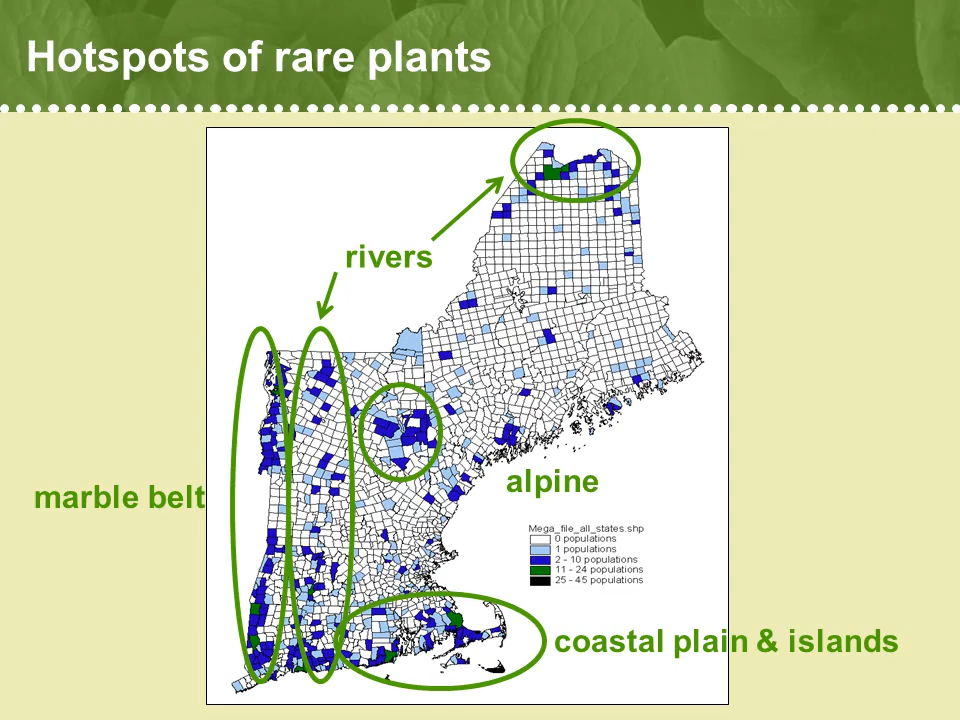 Hotspots of rare plants
rivers
marble belt
alpine
Mega_file_all_states.shp
0 populations
1 populations
2 - 10 populations
11 - 24 populations
25 - 45 populations
coastal plain & islands